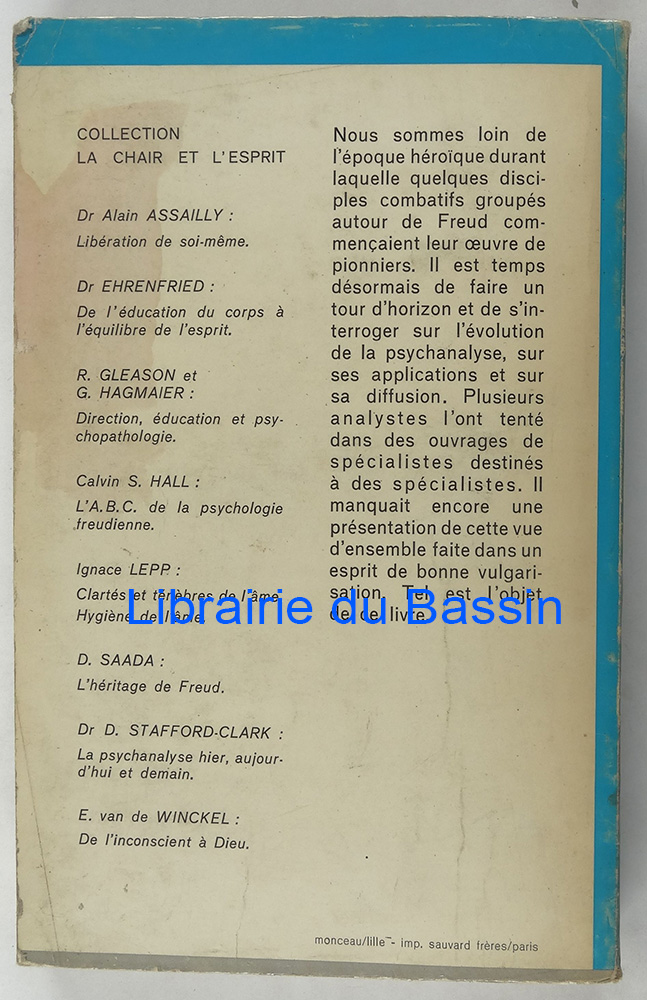 COLLECTION
LA CHAIR ET L'ESPRIT
Dr Alain ASSAILLY :
Libération de soi-même.
Dr EHRENFRIED :
De l'éducation du corps à
l'équilibre de l'esprit.
R. GLEASON et
G. HAGMAIER :
Direction, éducation et psy-
chopathologie.
Calvin S. HALL :
L'A.B.C. de la psychologie
freudienne.
Ignace LEPP :
Clartés et ténèbres de l'âme.
Hygiène de l'âme.
D. SAADA :
L'héritage de Freud.
Dr D. STAFFORD-CLARK :
La psychanalyse hier, aujour-
d'hui et demain.
E. van de WINCKEL :
De l'inconscient à Dieu.
Nous sommes loin de
l'époque héroïque durant
laquelle quelques disci-
ples combatifs groupés
autour de Freud com-
mençaient leur œuvre de
pionniers. Il est temps
désormais de faire un
tour d'horizon et de s'in-
terroger sur l'évolution
de la psychanalyse, sur
ses applications et sur
sa diffusion. Plusieurs
analystes l'ont tenté
dans des ouvrages de
spécialistes destinés
à des spécialistes. Il
manquait encore une
présentation de cette vue
d'ensemble faite dans un
esprit de bonne vulgari-
sation. Tel est l'objet
de ce livre.
Librairie du Bassin
monceau/lille - imp. sauvard frères/paris